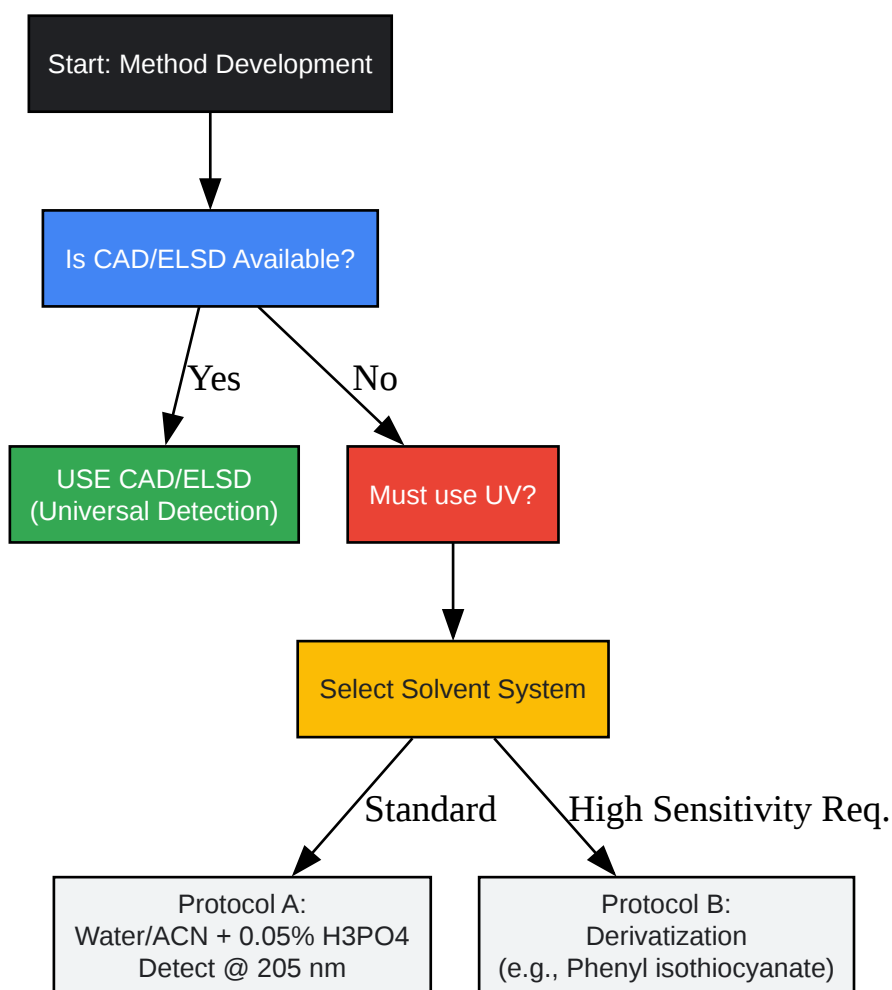 Start: Method Development
Is CAD/ELSD Available?
Yes
No
USE CAD/ELSD
(Universal Detection)
Must use UV?
Select Solvent System
Standard
High Sensitivity Req.
Protocol A:
Water/ACN + 0.05% H3PO4
Detect @ 205 nm
Protocol B:
Derivatization
(e.g., Phenyl isothiocyanate)